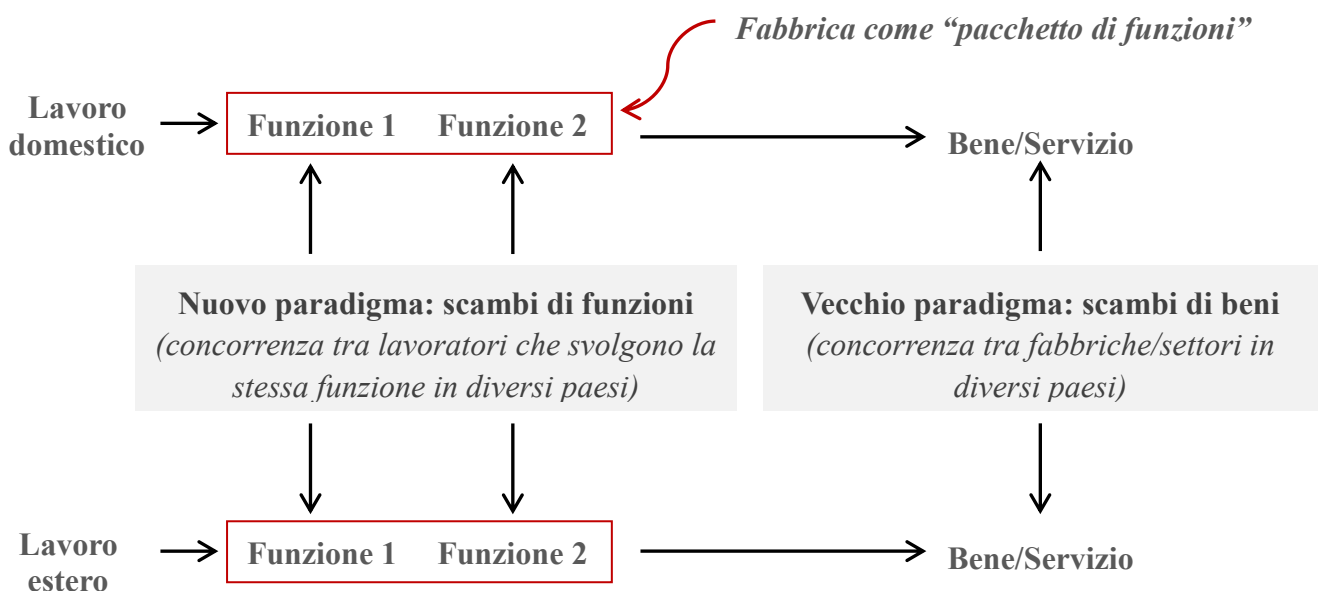 Fabbrica come “pacchetto di funzioni”
Lavoro
domestico
Funzione 1 Funzione 2
Bene/Servizio
Nuovo paradigma: scambi di funzioni
(concorrenza tra lavoratori che svolgono la
stessa funzione in diversi paesi)
Vecchio paradigma: scambi di beni
(concorrenza tra fabbriche/settori in
diversi paesi)
Lavoro
estero
Funzione 1 Funzione 2
Bene/Servizio